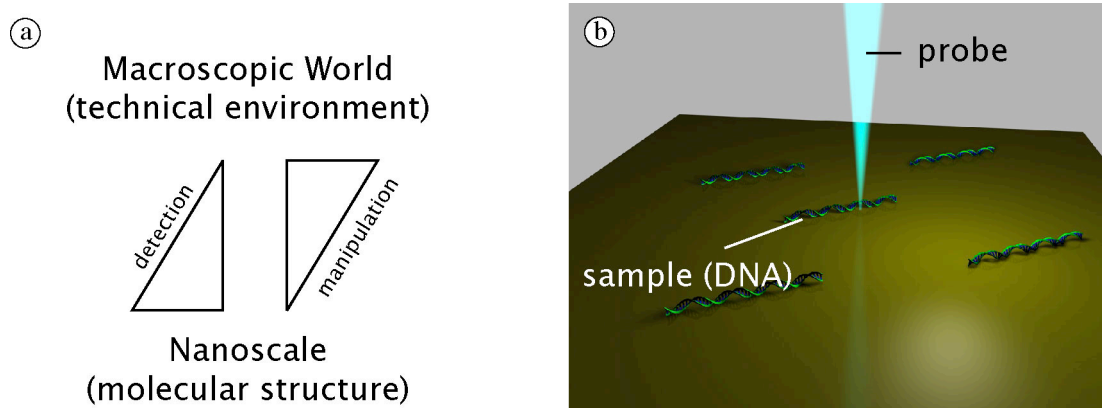 a
Macroscopic World
(technical environment)
detection
manipulation
Nanoscale
(molecular structure)
b
probe
sample (DNA)